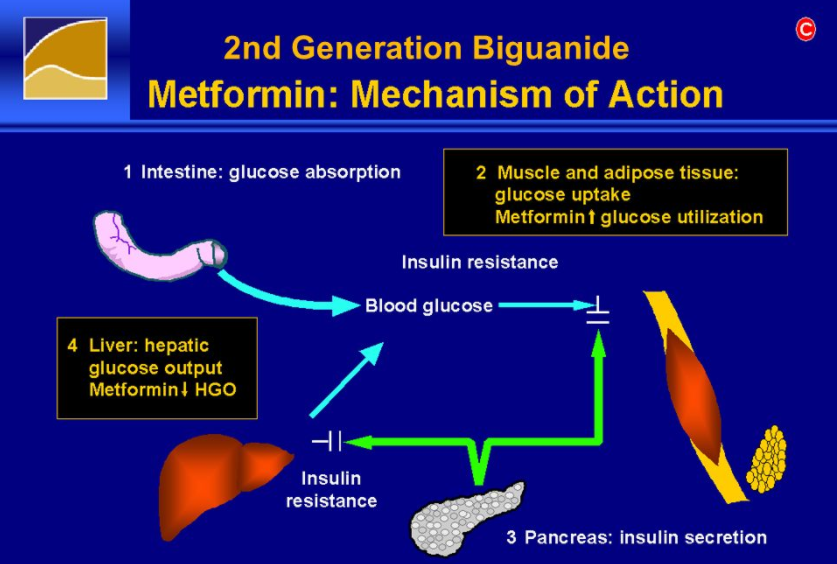 C
2nd Generation Biguanide
Metformin: Mechanism of Action
1 Intestine: glucose absorption
2 Muscle and adipose tissue:
glucose uptake
Metformin↑ glucose utilization
Insulin resistance
Blood glucose
4 Liver: hepatic
glucose output
Metformin↓ HGO
Insulin
resistance
3 Pancreas: insulin secretion